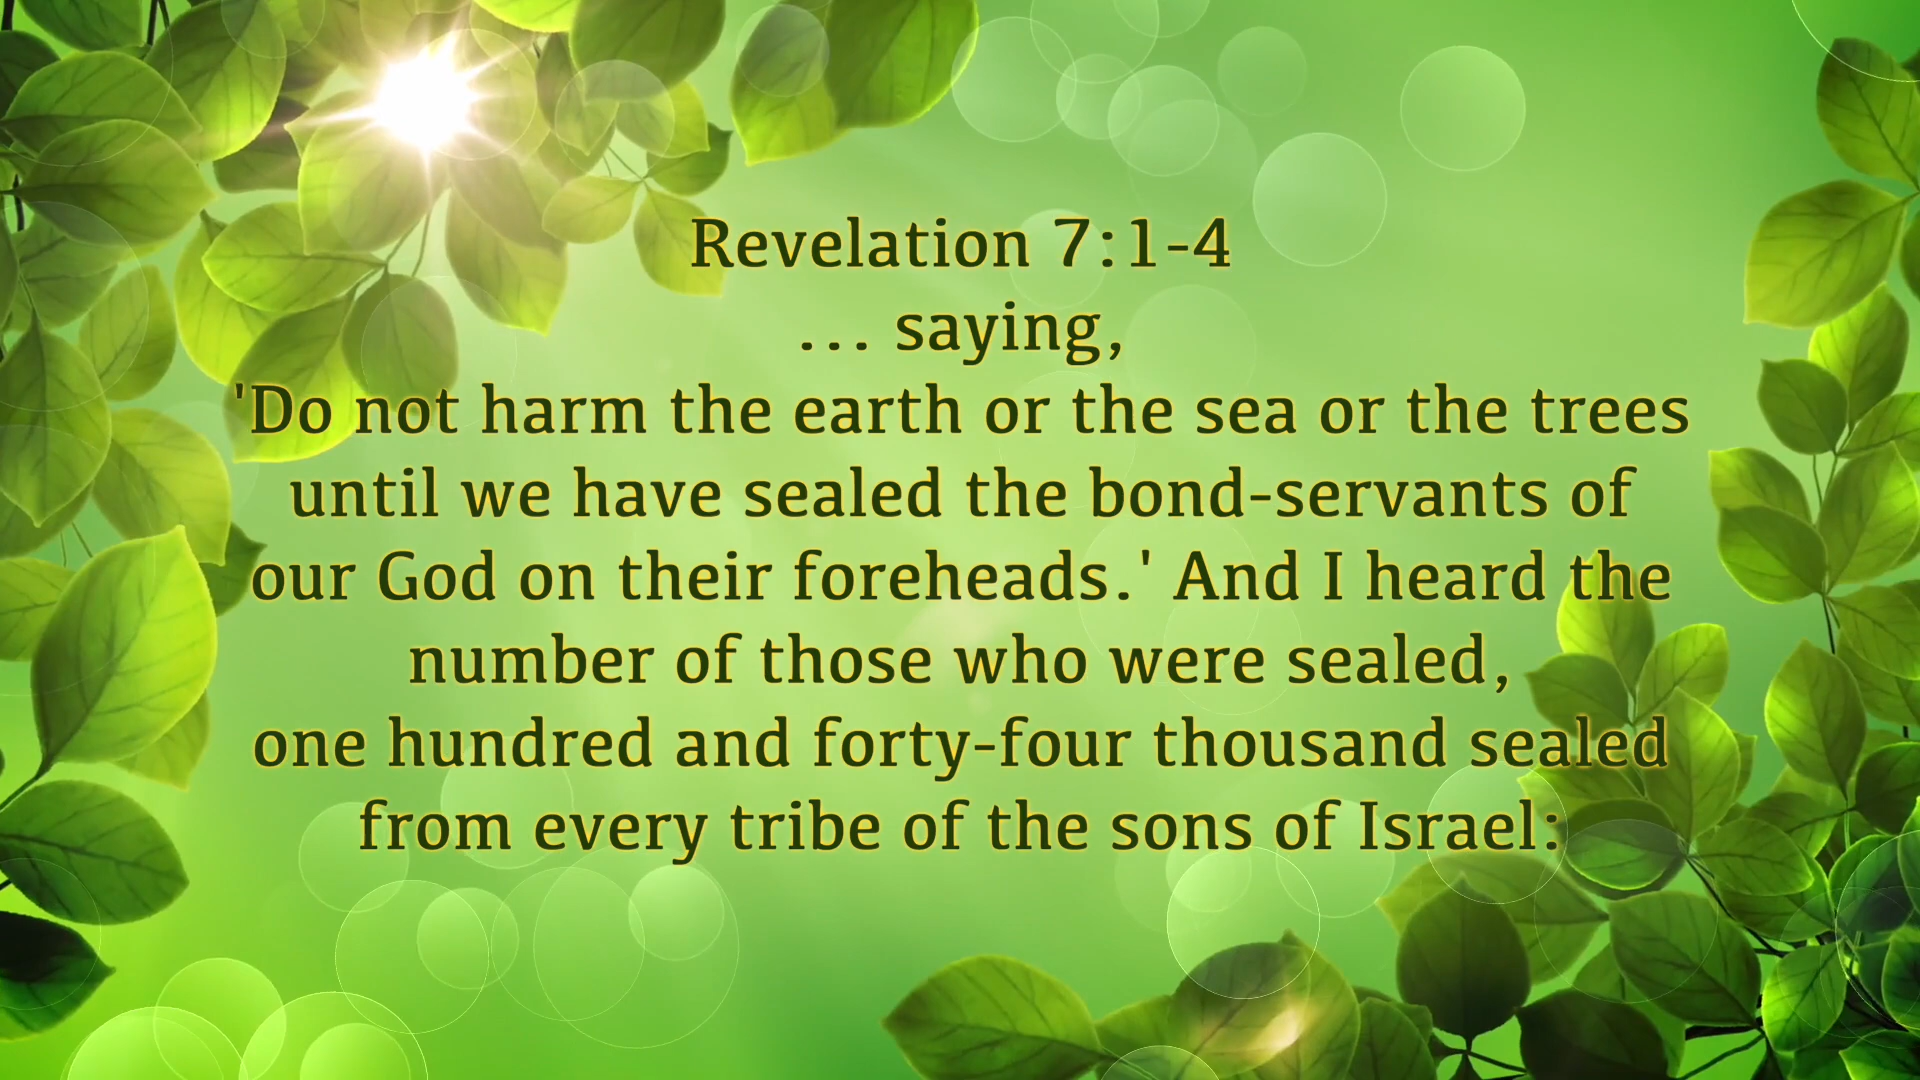 Revelation 7:1-4
... saying,
'Do not harm the earth or the sea or the trees
until we have sealed the bond-servants of
our God on their foreheads.' And I heard the
number of those who were sealed,
one hundred and forty-four thousand sealed
from every tribe of the sons of Israel: